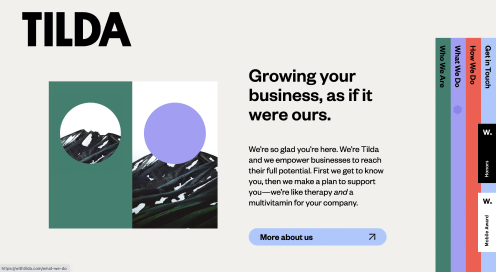 TILDA
Growing your
business, as if it
were ours.
We're so glad you're here. We're Tilda
and we empower businesses to reach
their full potential. First we get to know
you, then we make a plan to support
you—we're like therapy and a
multivitamin for your company.
More about us
Who We Are
What We Do
How We Do
Get in Touch
W.
Honors
W.
Mobile Award
https://withtilda.com/what-we-do